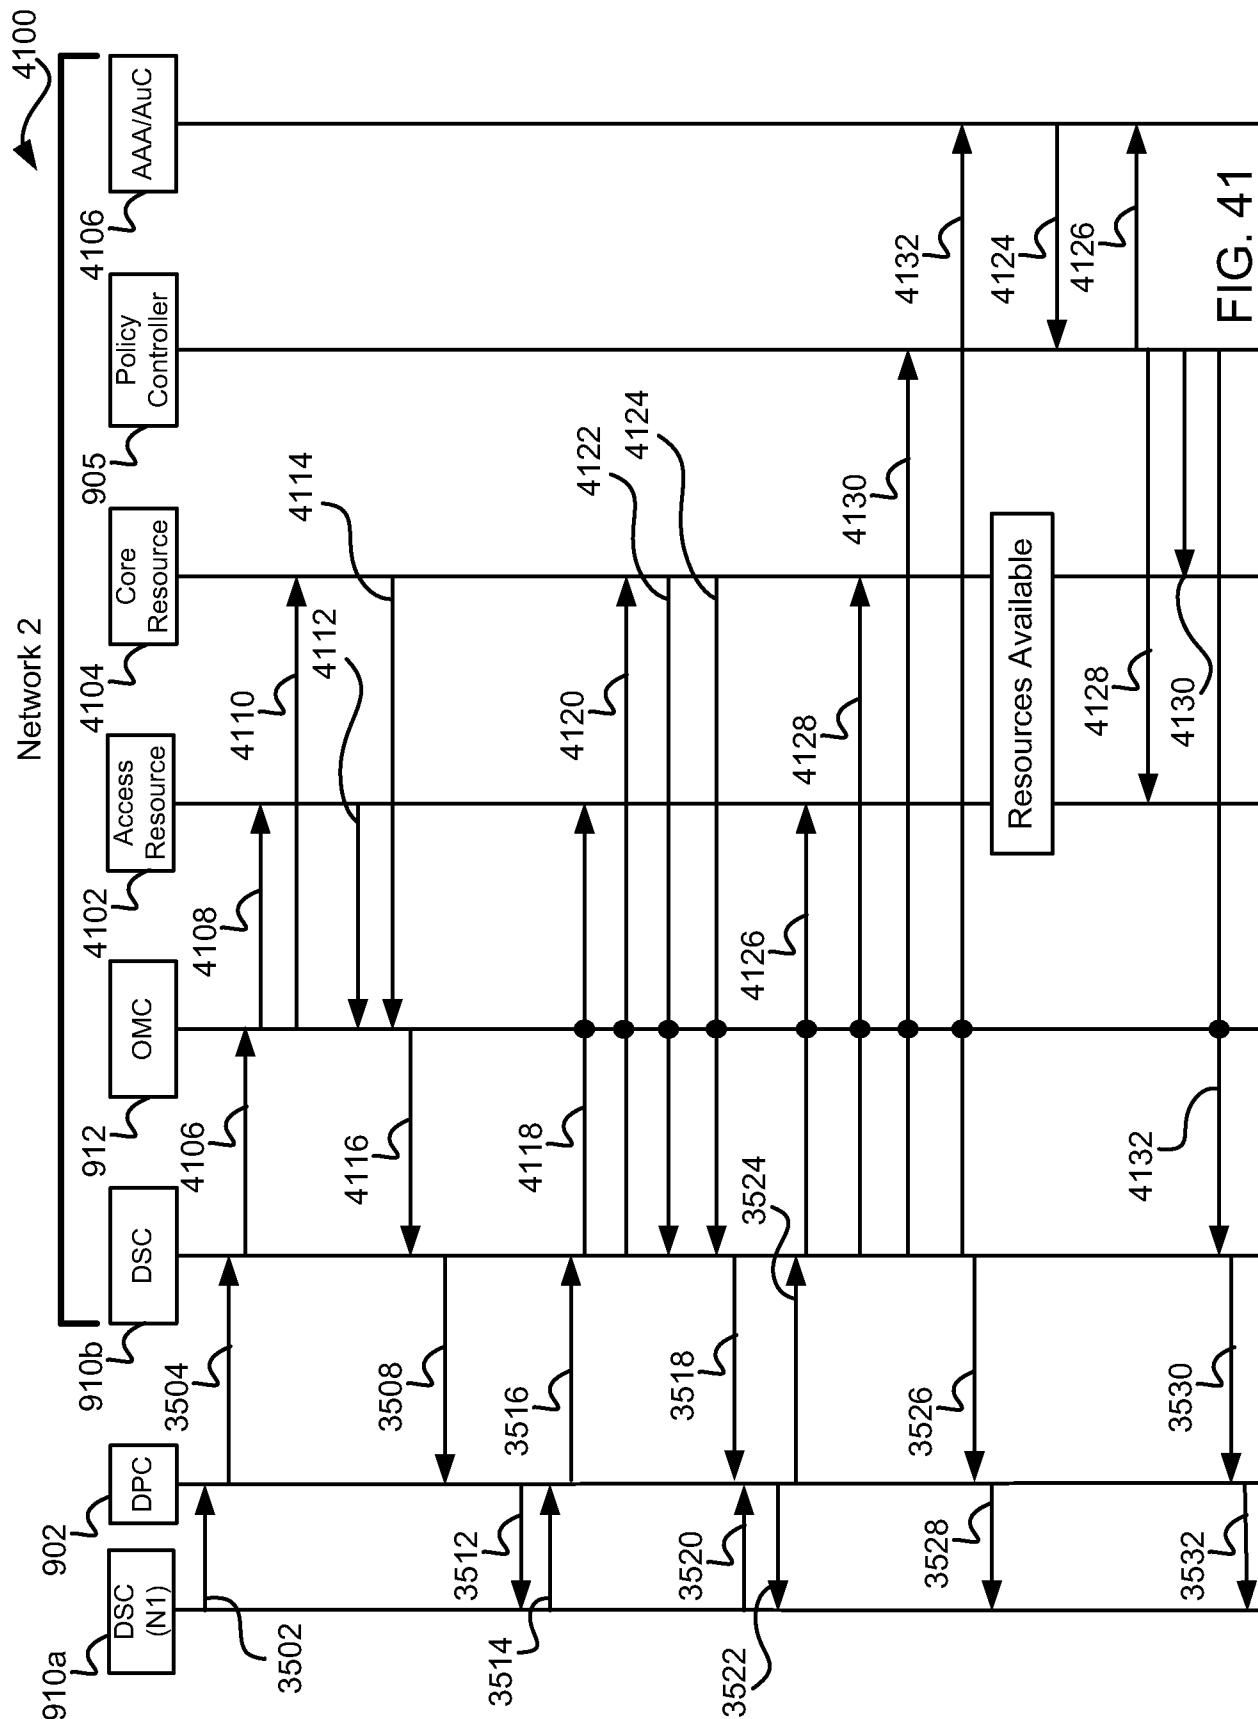 4100
Network 2
910a
902
910b
912
4102
4104
905
4106
DSC
(N1)
DPC
DSC
OMC
Access
Resource
Core
Resource
Policy
Controller
AAA/AuC
3502
3504
4106
4108
4110
4112
4114
4116
3508
3512
3514
3516
4118
4120
4122
4124
3518
3520
3522
3524
4126
4128
4130
4132
3526
3528
Resources Available
4124
4126
4128
4130
4132
3530
3532
FIG. 41